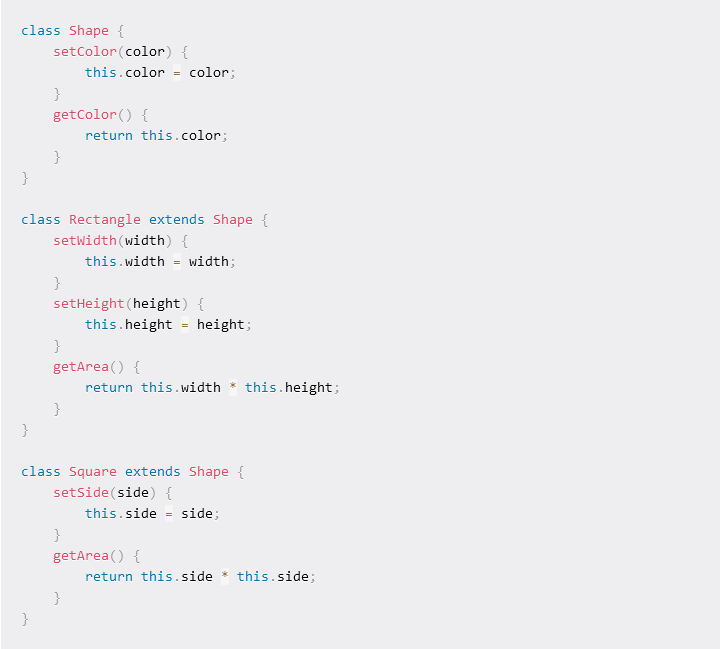 class Shape {
    setColor(color) {
        this.color = color;
    }
    getColor() {
        return this.color;
    }
}

class Rectangle extends Shape {
    setWidth(width) {
        this.width = width;
    }
    setHeight(height) {
        this.height = height;
    }
    getArea() {
        return this.width * this.height;
    }
}

class Square extends Shape {
    setSide(side) {
        this.side = side;
    }
    getArea() {
        return this.side * this.side;
    }
}